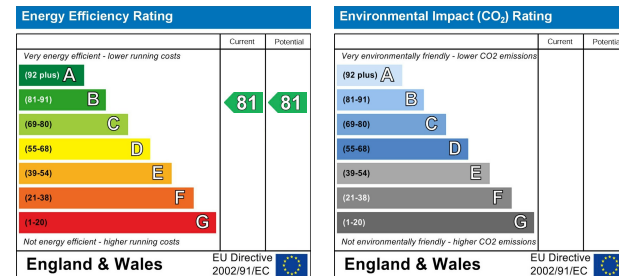 Energy Efficiency Rating
Current Potential
Very energy efficient - lower running costs
(92 plus) A
(81-91) B 81 81
(69-80) C
(55-68) D
(39-54) E
(21-38) F
(1-20) G
Not energy efficient - higher running costs
England & Wales
EU Directive
2002/91/EC
Environmental Impact (CO₂) Rating
Current Potentia
Very environmentally friendly - lower CO2 emissions
(92 plus) A
(81-91) B
(69-80) C
(55-68) D
(39-54) E
(21-38) F
(1-20) G
Not environmentally friendly - higher CO2 emissions
England & Wales
EU Directive
2002/91/EC